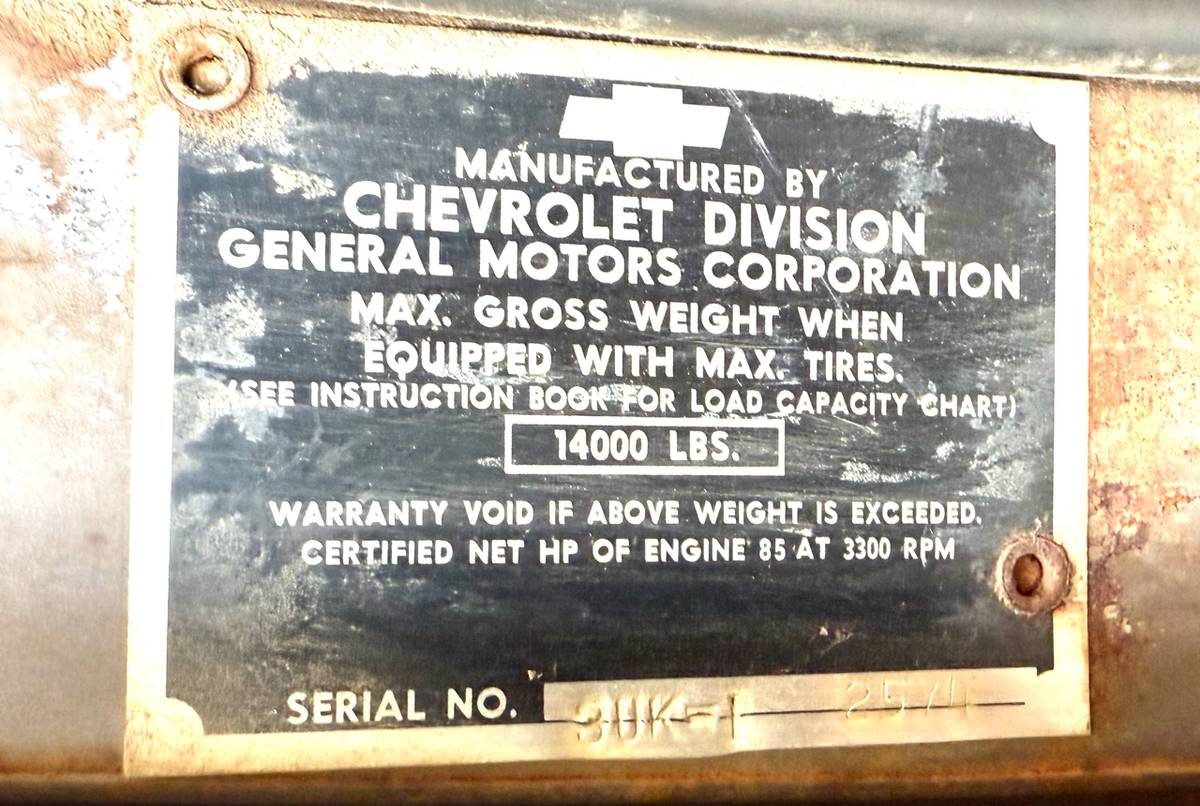 MANUFACTURED BY
CHEVROLET DIVISION
GENERAL MOTORS CORPORATION
MAX. GROSS WEIGHT WHEN
EQUIPPED WITH MAX. TIRES.
(SEE INSTRUCTION BOOK FOR LOAD CAPACITY CHART)
14000 LBS.
WARRANTY VOID IF ABOVE WEIGHT IS EXCEEDED.
CERTIFIED NET HP OF ENGINE 85 AT 3300 RPM
SERIAL NO.